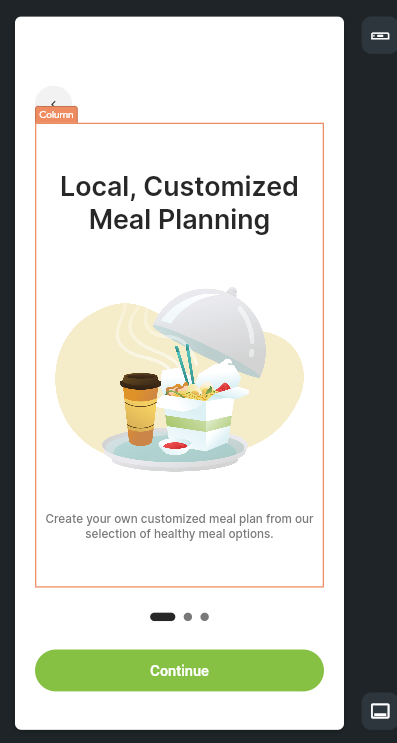 Column
Local, Customized
Meal Planning
Create your own customized meal plan from our
selection of healthy meal options.
Continue